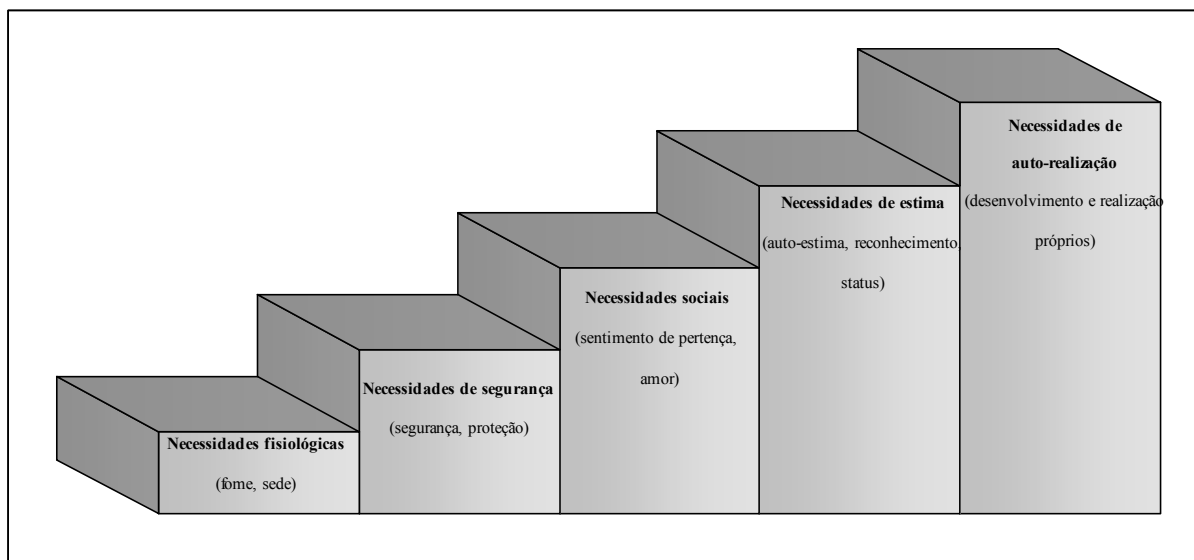 Necessidades de
auto-realização
(desenvolvimento e realização
próprios)
Necessidades de estima
(auto-estima, reconhecimento,
status)
Necessidades sociais
(sentimento de pertença,
amor)
Necessidades de segurança
(segurança, proteção)
Necessidades fisiológicas
(fome, sede)